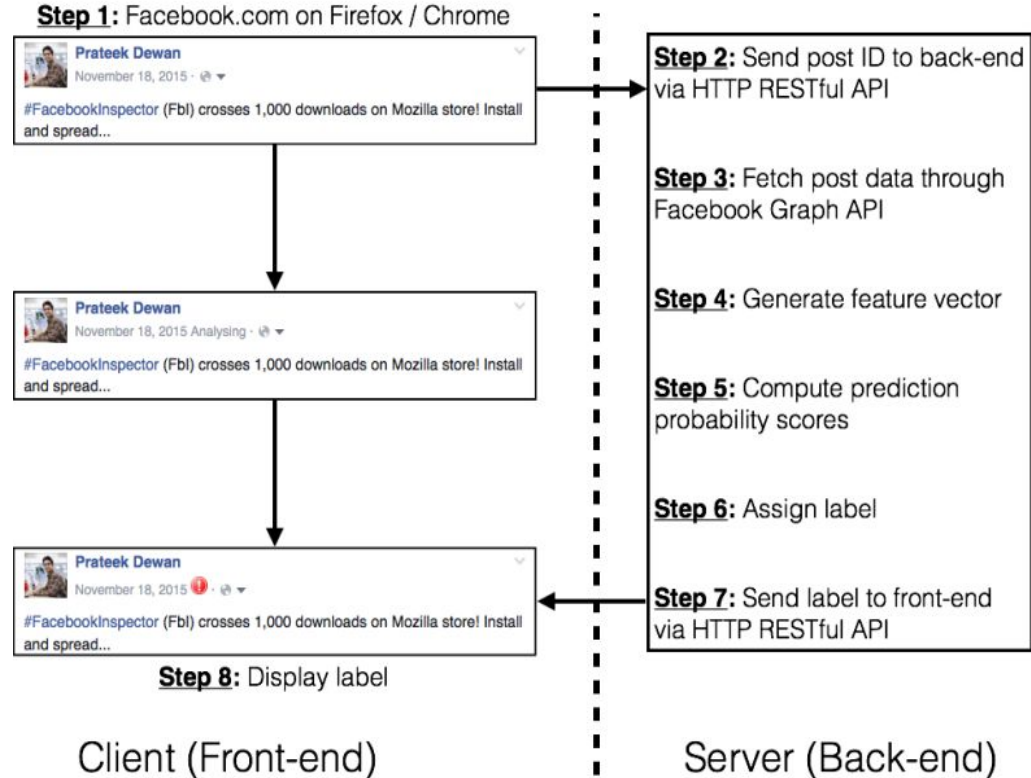 Step 1: Facebook.com on Firefox / Chrome
Prateek Dewan
November 18, 2015 ·
#FacebookInspector (FbI) crosses 1,000 downloads on Mozilla store! Install
and spread...
Prateek Dewan
November 18, 2015 Analysing ·
#FacebookInspector (FbI) crosses 1,000 downloads on Mozilla store! Install
and spread...
Prateek Dewan
November 18, 2015 ·
#FacebookInspector (FbI) crosses 1,000 downloads on Mozilla store! Install
and spread...
Step 8: Display label
Client (Front-end)
Step 2: Send post ID to back-end
via HTTP RESTful API
Step 3: Fetch post data through
Facebook Graph API
Step 4: Generate feature vector
Step 5: Compute prediction
probability scores
Step 6: Assign label
Step 7: Send label to front-end
via HTTP RESTful API
Server (Back-end)